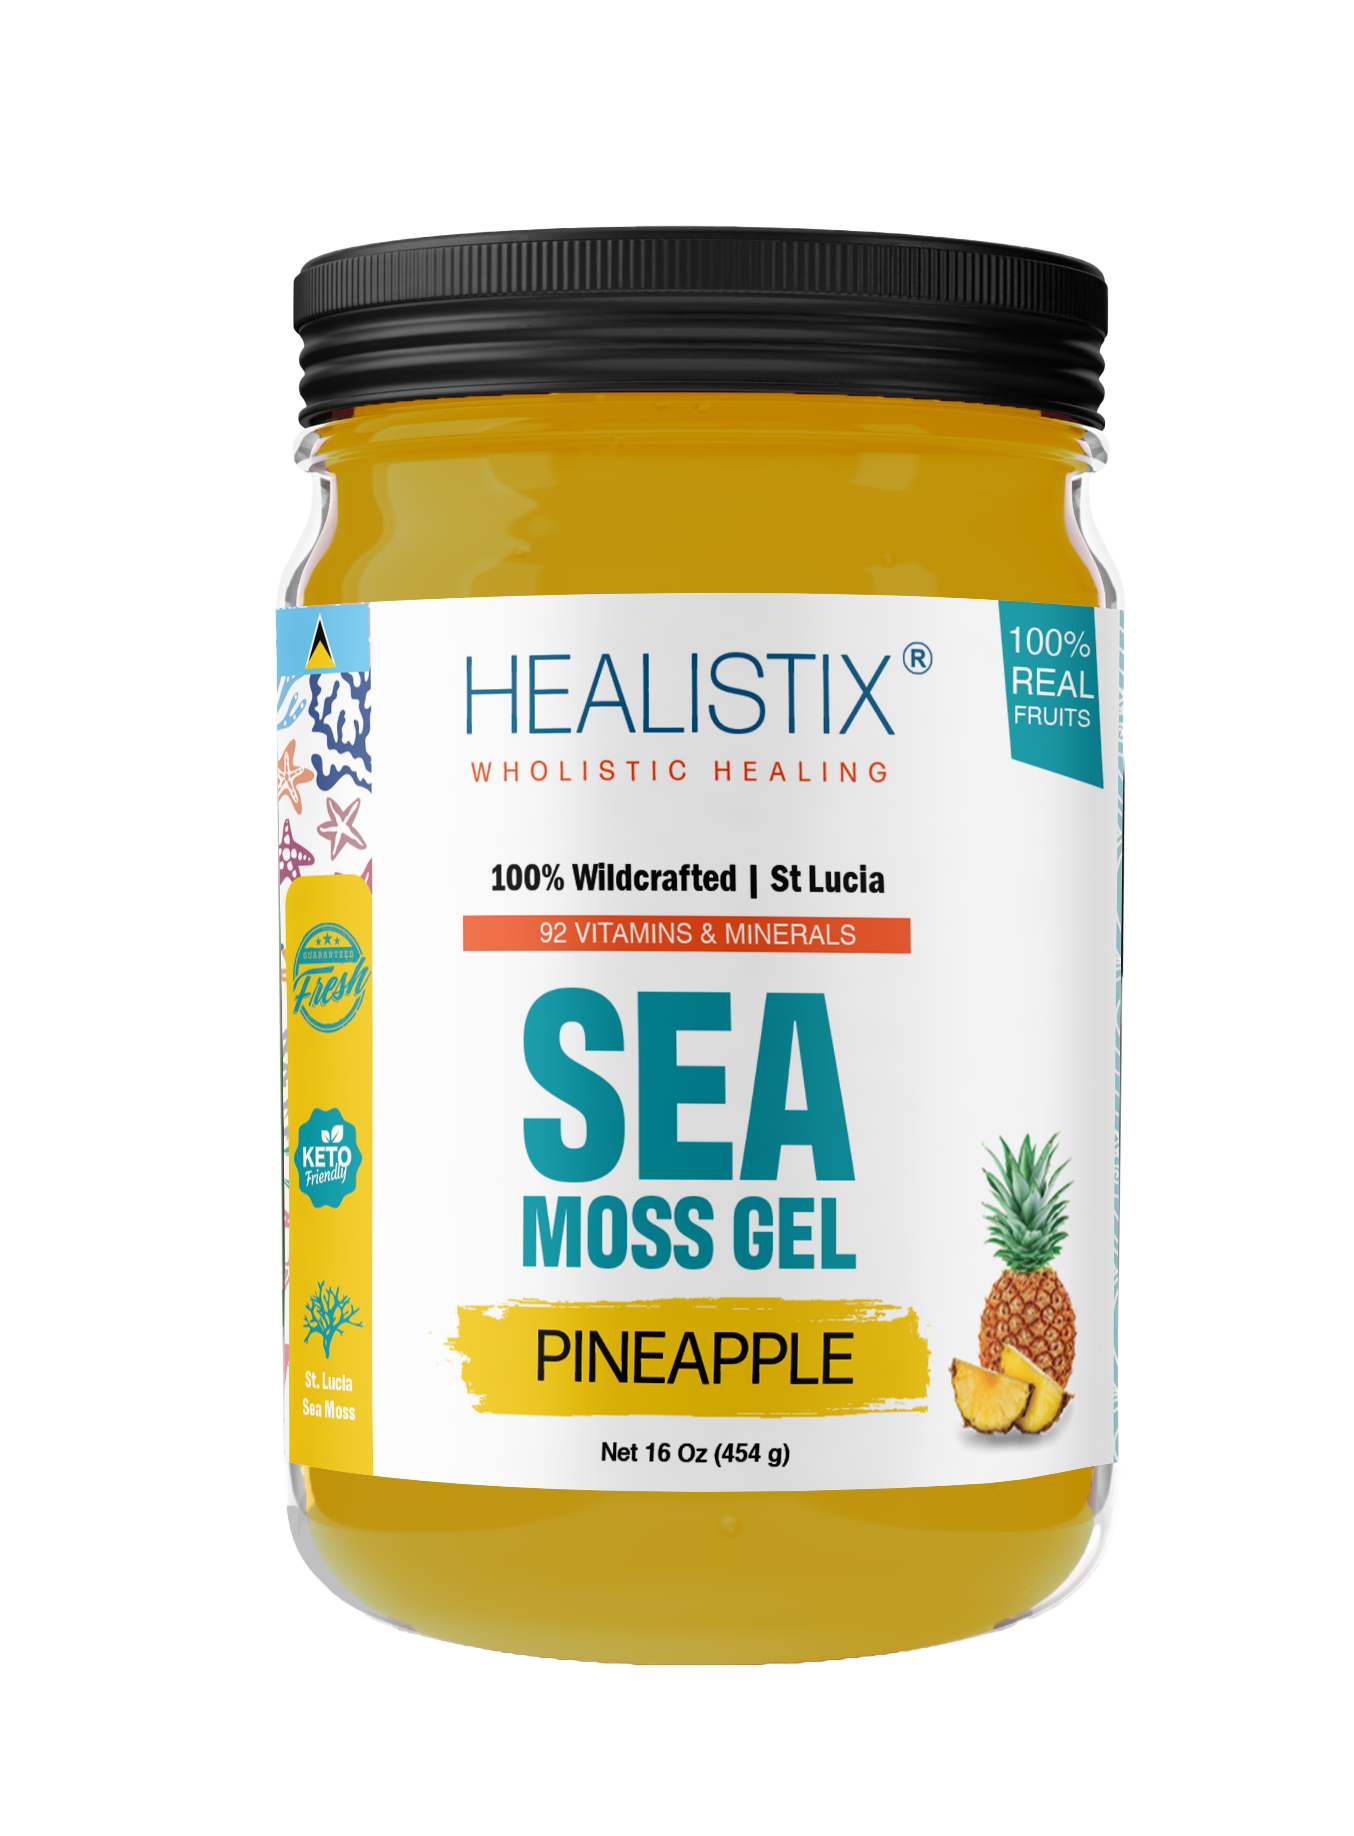 HEALISTIX®
WHOLISTIC HEALING
100%
REAL
FRUITS
100% Wildcrafted | St Lucia
92 VITAMINS & MINERALS
SEA
MOSS GEL
PINEAPPLE
Net 16 Oz (454 g)
GUARANTEED
Fresh
KETO
Friendly
St. Lucia
Sea Moss